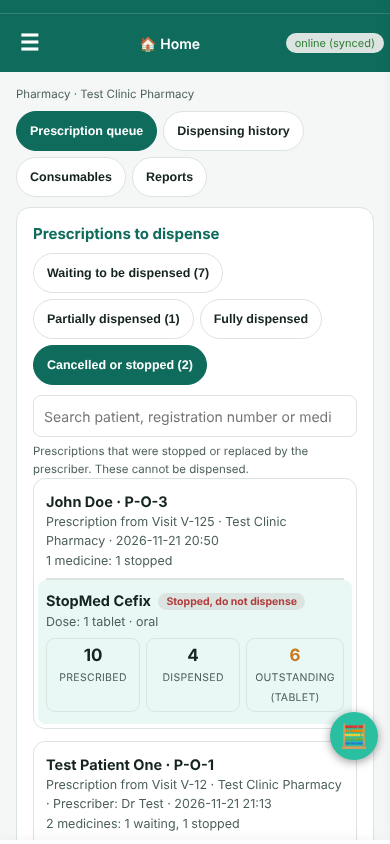 ☰
🏠 Home
online (synced)
Pharmacy · Test Clinic Pharmacy
Prescription queue
Dispensing history
Consumables
Reports
Prescriptions to dispense
Waiting to be dispensed (7)
Partially dispensed (1)
Fully dispensed
Cancelled or stopped (2)
Search patient, registration number or medi
Prescriptions that were stopped or replaced by the
prescriber. These cannot be dispensed.
John Doe · P-O-3
Prescription from Visit V-125 · Test Clinic
Pharmacy · 2026-11-21 20:50
1 medicine: 1 stopped
StopMed Cefix Stopped, do not dispense
Dose: 1 tablet · oral
10
PRESCRIBED
4
DISPENSED
6
OUTSTANDING
(TABLET)
Test Patient One · P-O-1
Prescription from Visit V-12 · Test Clinic Pharmacy
· Prescriber: Dr Test · 2026-11-21 21:13
2 medicines: 1 waiting, 1 stopped